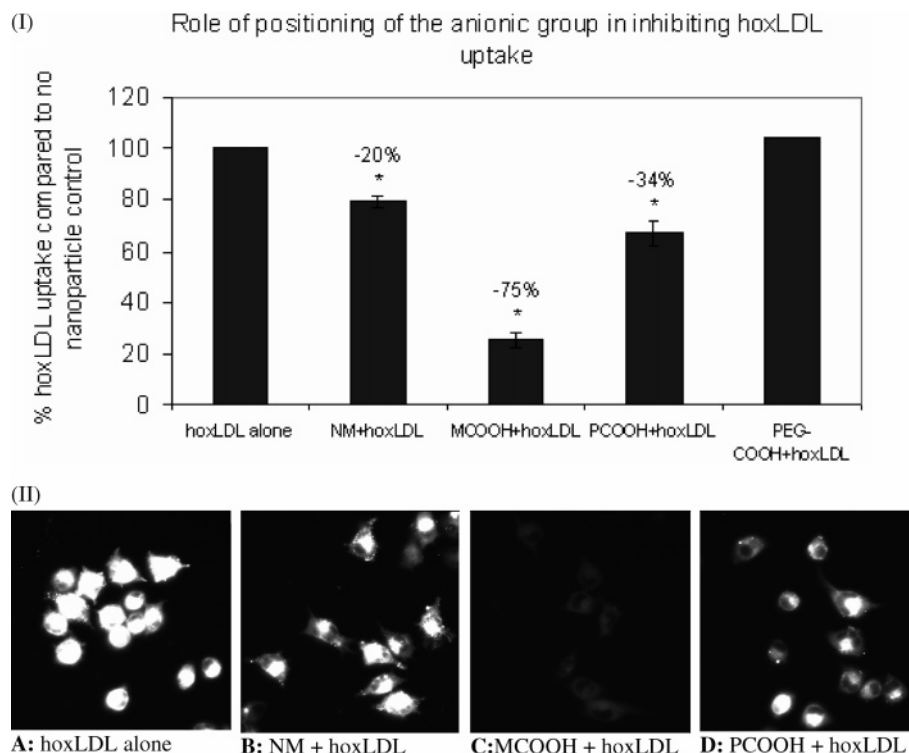 (I)
Role of positioning of the anionic group in inhibiting hoxLDL
uptake
% hoxLDL uptake compared to no
nanoparticle control
120
100
80
60
40
20
0
-20%
*
-75%
*
-34%
*
hoxLDL alone
NM+hoxLDL
MCOOH+hoxLDL
PCOOH+hoxLDL
PEG-
COOH+hoxLDL
(II)
A: hoxLDL alone
B: NM + hoxLDL
C:MCOOH + hoxLDL
D: PCOOH + hoxLDL